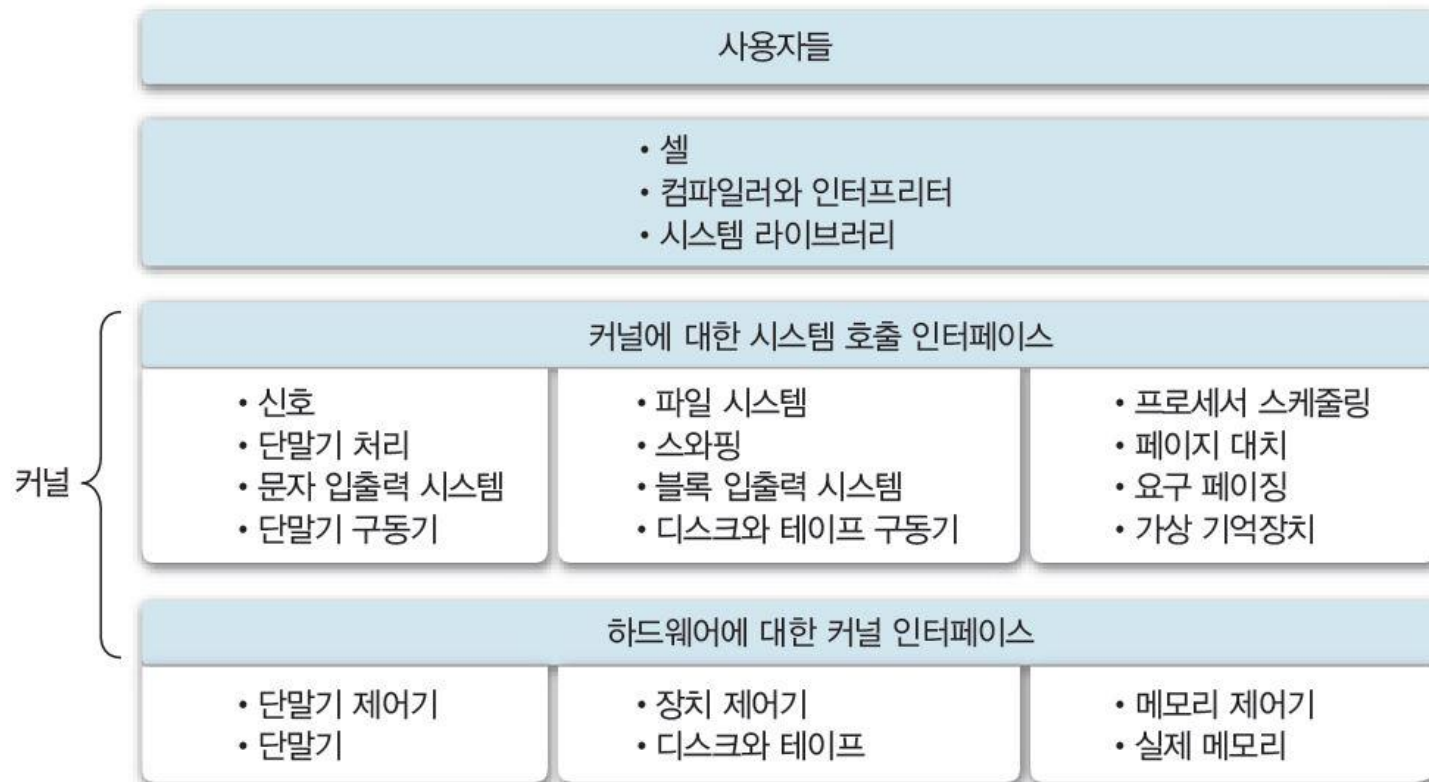 사용자들
• 셀
• 컴파일러와 인터프리터
• 시스템 라이브러리
커널에 대한 시스템 호출 인터페이스
• 신호
• 단말기 처리
• 문자 입출력 시스템
• 단말기 구동기
• 파일 시스템
• 스와핑
• 블록 입출력 시스템
• 디스크와 테이프 구동기
• 프로세서 스케줄링
• 페이지 대치
• 요구 페이징
• 가상 기억장치
커널
하드웨어에 대한 커널 인터페이스
• 단말기 제어기
• 단말기
• 장치 제어기
• 디스크와 테이프
• 메모리 제어기
• 실제 메모리